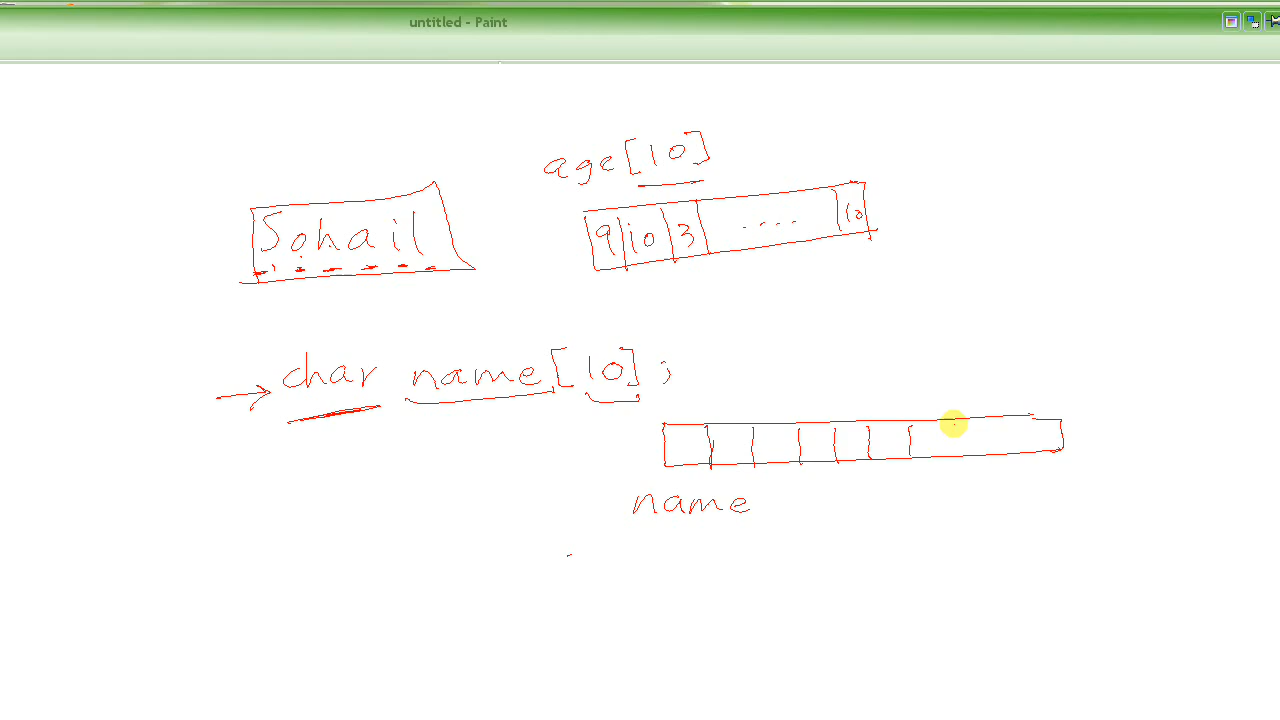 untitled - Paint
age[10]
Sohail
9 10 3 .... 10
char name[10];
name